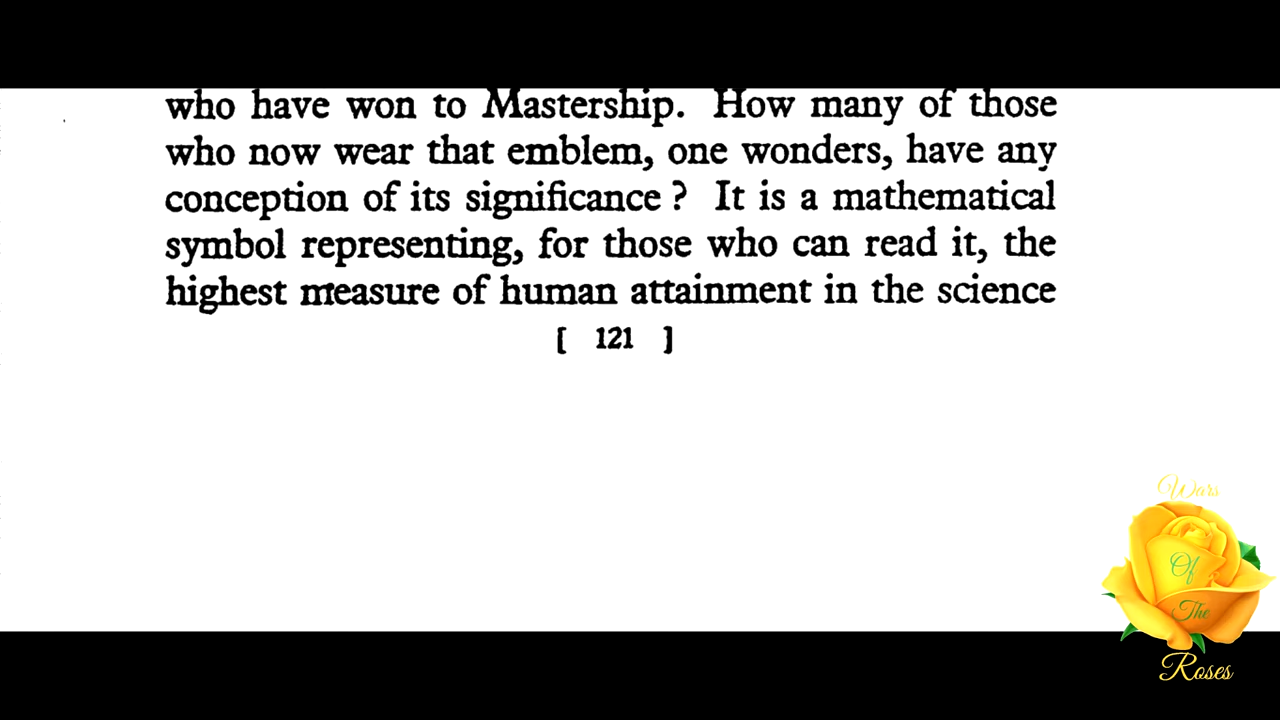 who have won to Mastership. How many of those
who now wear that emblem, one wonders, have any
conception of its significance ? It is a mathematical
symbol representing, for those who can read it, the
highest measure of human attainment in the science
[ 121 ]
Wars
Of
The
Roses